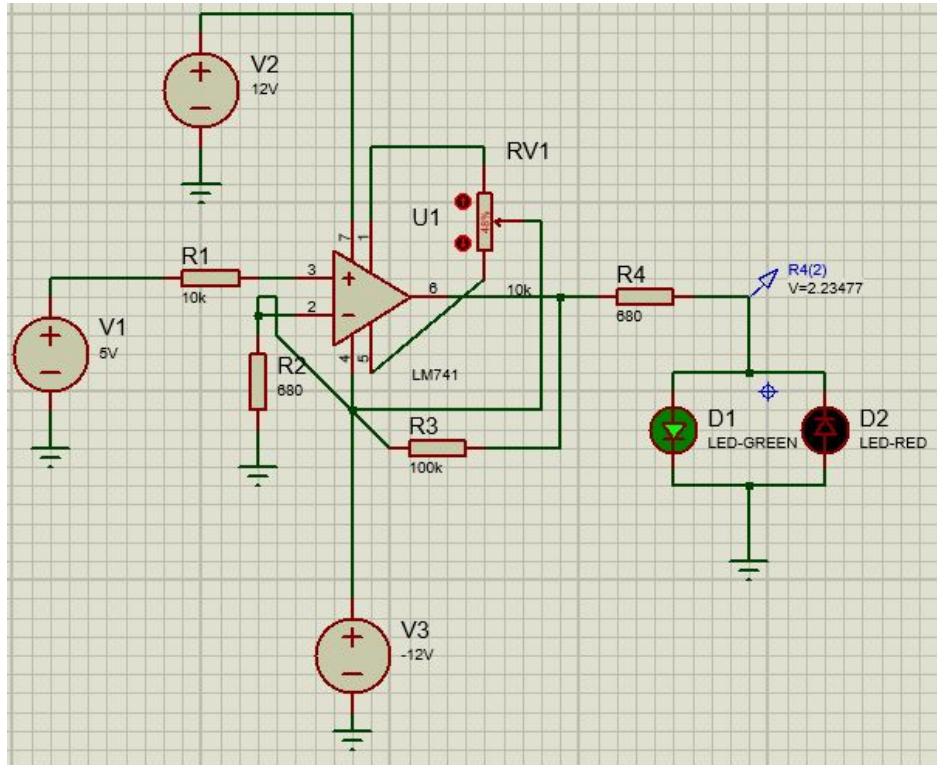 V2
12V
RV1
U1
48%
7
1
R1
10k
3
2
6
10k
R4
680
R4(2)
V=2.23477
V1
5V
4
5
LM741
R2
680
R3
100k
D1
LED-GREEN
D2
LED-RED
V3
-12V